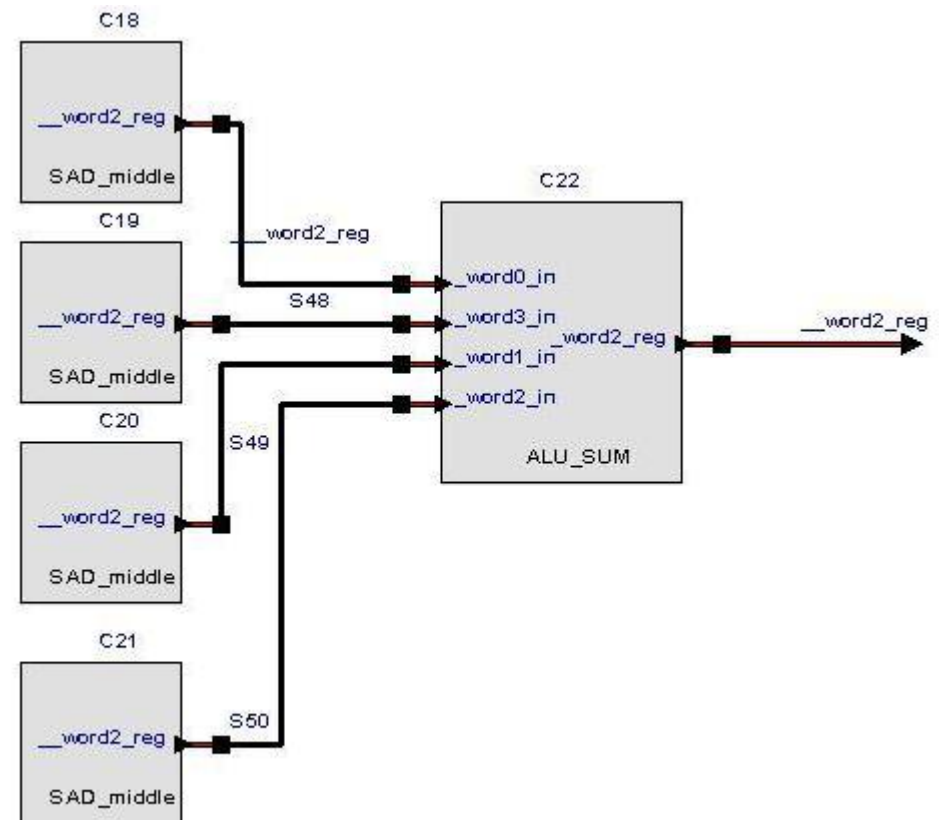 C18
__word2_reg
SAD_middle
C19
__word2_reg
SAD_middle
C20
__word2_reg
SAD_middle
C21
__word2_reg
SAD_middle
___word2_reg
S48
S49
S50
C22
_word0_in
_word3_in
_word2_reg
_word1_in
_word2_in
ALU_SUM
__word2_reg